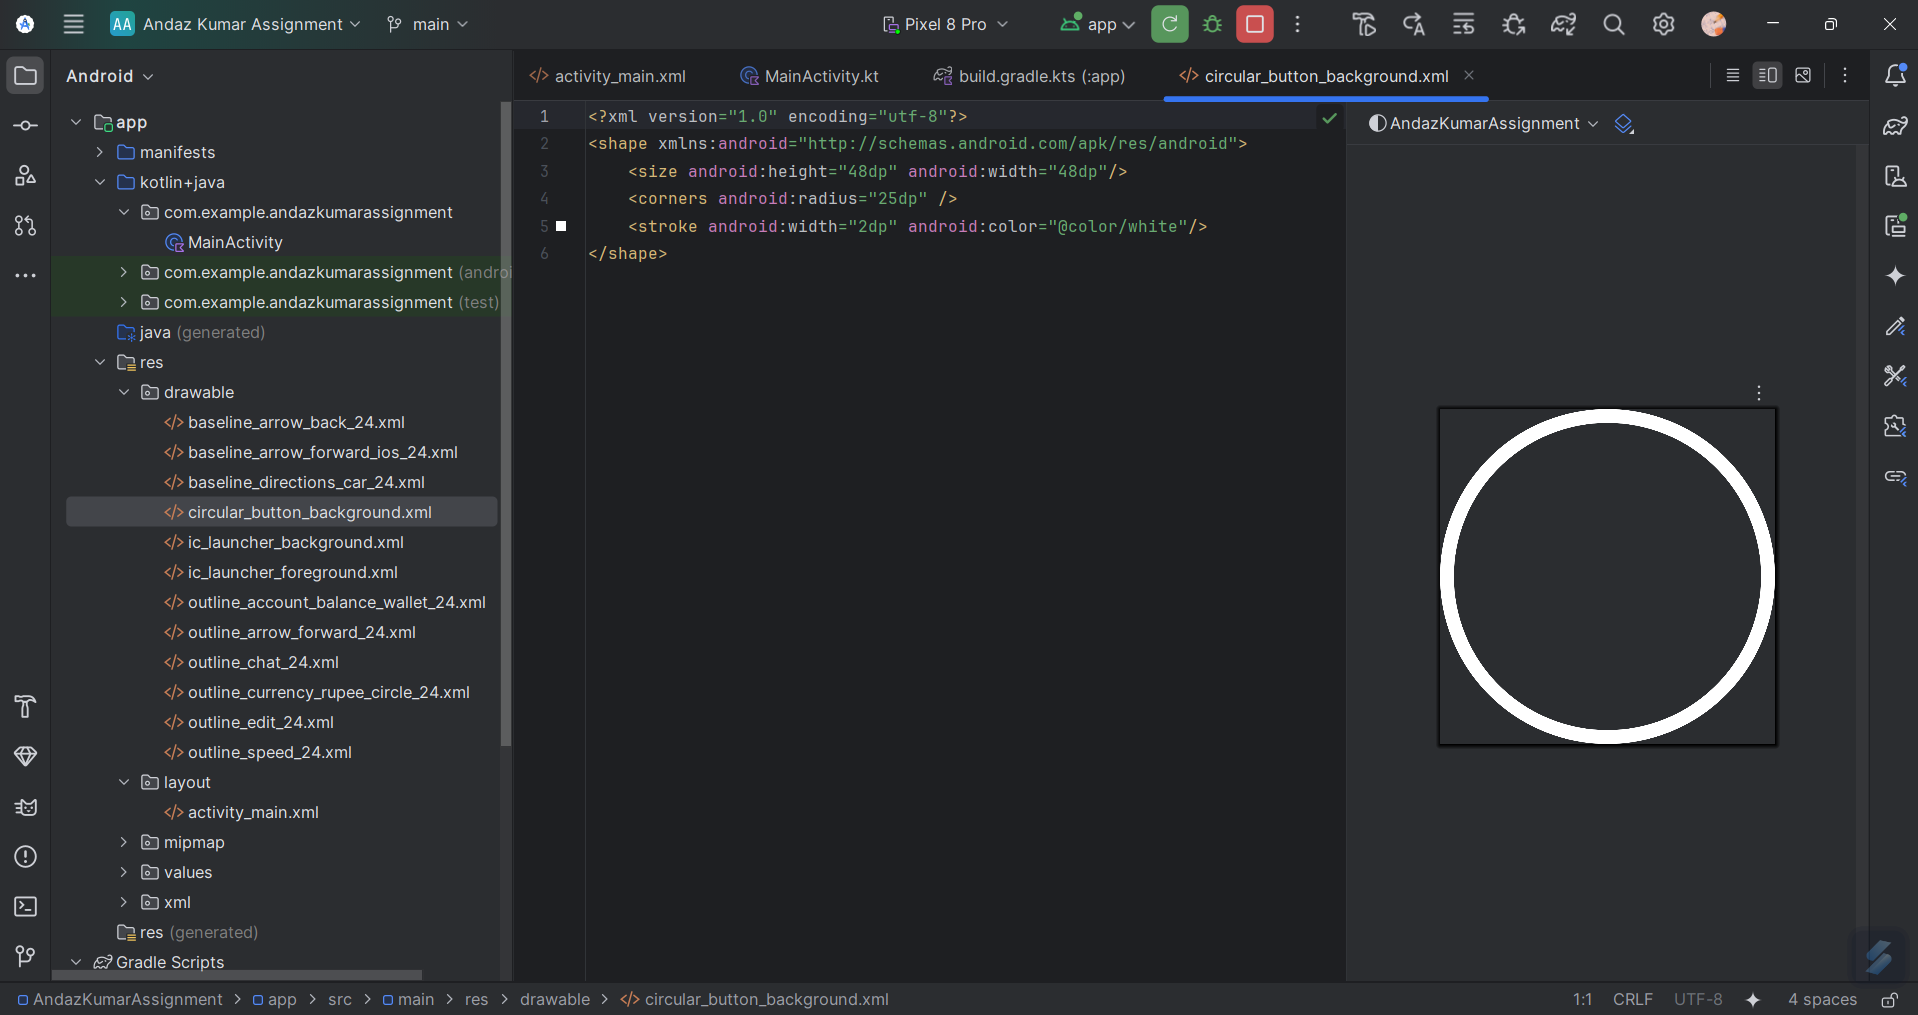 AA Andaz Kumar Assignment main Pixel 8 Pro app
Android
app
manifests
kotlin+java
com.example.andazkumarassignment
MainActivity
com.example.andazkumarassignment (androi
com.example.andazkumarassignment (test)
java (generated)
res
drawable
baseline_arrow_back_24.xml
baseline_arrow_forward_ios_24.xml
baseline_directions_car_24.xml
circular_button_background.xml
ic_launcher_background.xml
ic_launcher_foreground.xml
outline_account_balance_wallet_24.xml
outline_arrow_forward_24.xml
outline_chat_24.xml
outline_currency_rupee_circle_24.xml
outline_edit_24.xml
outline_speed_24.xml
layout
activity_main.xml
mipmap
values
xml
res (generated)
Gradle Scripts
activity_main.xml MainActivity.kt build.gradle.kts (:app) circular_button_background.xml
1 <?xml version="1.0" encoding="utf-8"?>
2 <shape xmlns:android="http://schemas.android.com/apk/res/android">
3 <size android:height="48dp" android:width="48dp"/>
4 <corners android:radius="25dp" />
5 <stroke android:width="2dp" android:color="@color/white"/>
6 </shape>
AndazKumarAssignment
AndazKumarAssignment > app > src > main > res > drawable > circular_button_background.xml
1:1 CRLF UTF-8 4 spaces